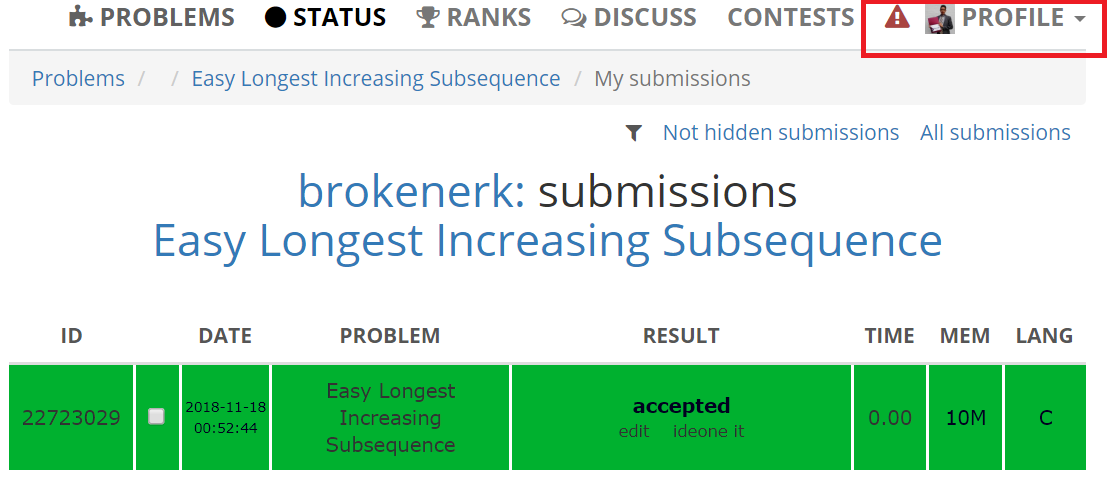 PROBLEMS STATUS RANKS DISCUSS CONTESTS PROFILE
Problems / / Easy Longest Increasing Subsequence / My submissions
Not hidden submissions All submissions
brokenerk: submissions
Easy Longest Increasing Subsequence
ID DATE PROBLEM RESULT TIME MEM LANG
22723029 2018-11-18 00:52:44 Easy Longest Increasing Subsequence accepted edit ideone it 0.00 10M C